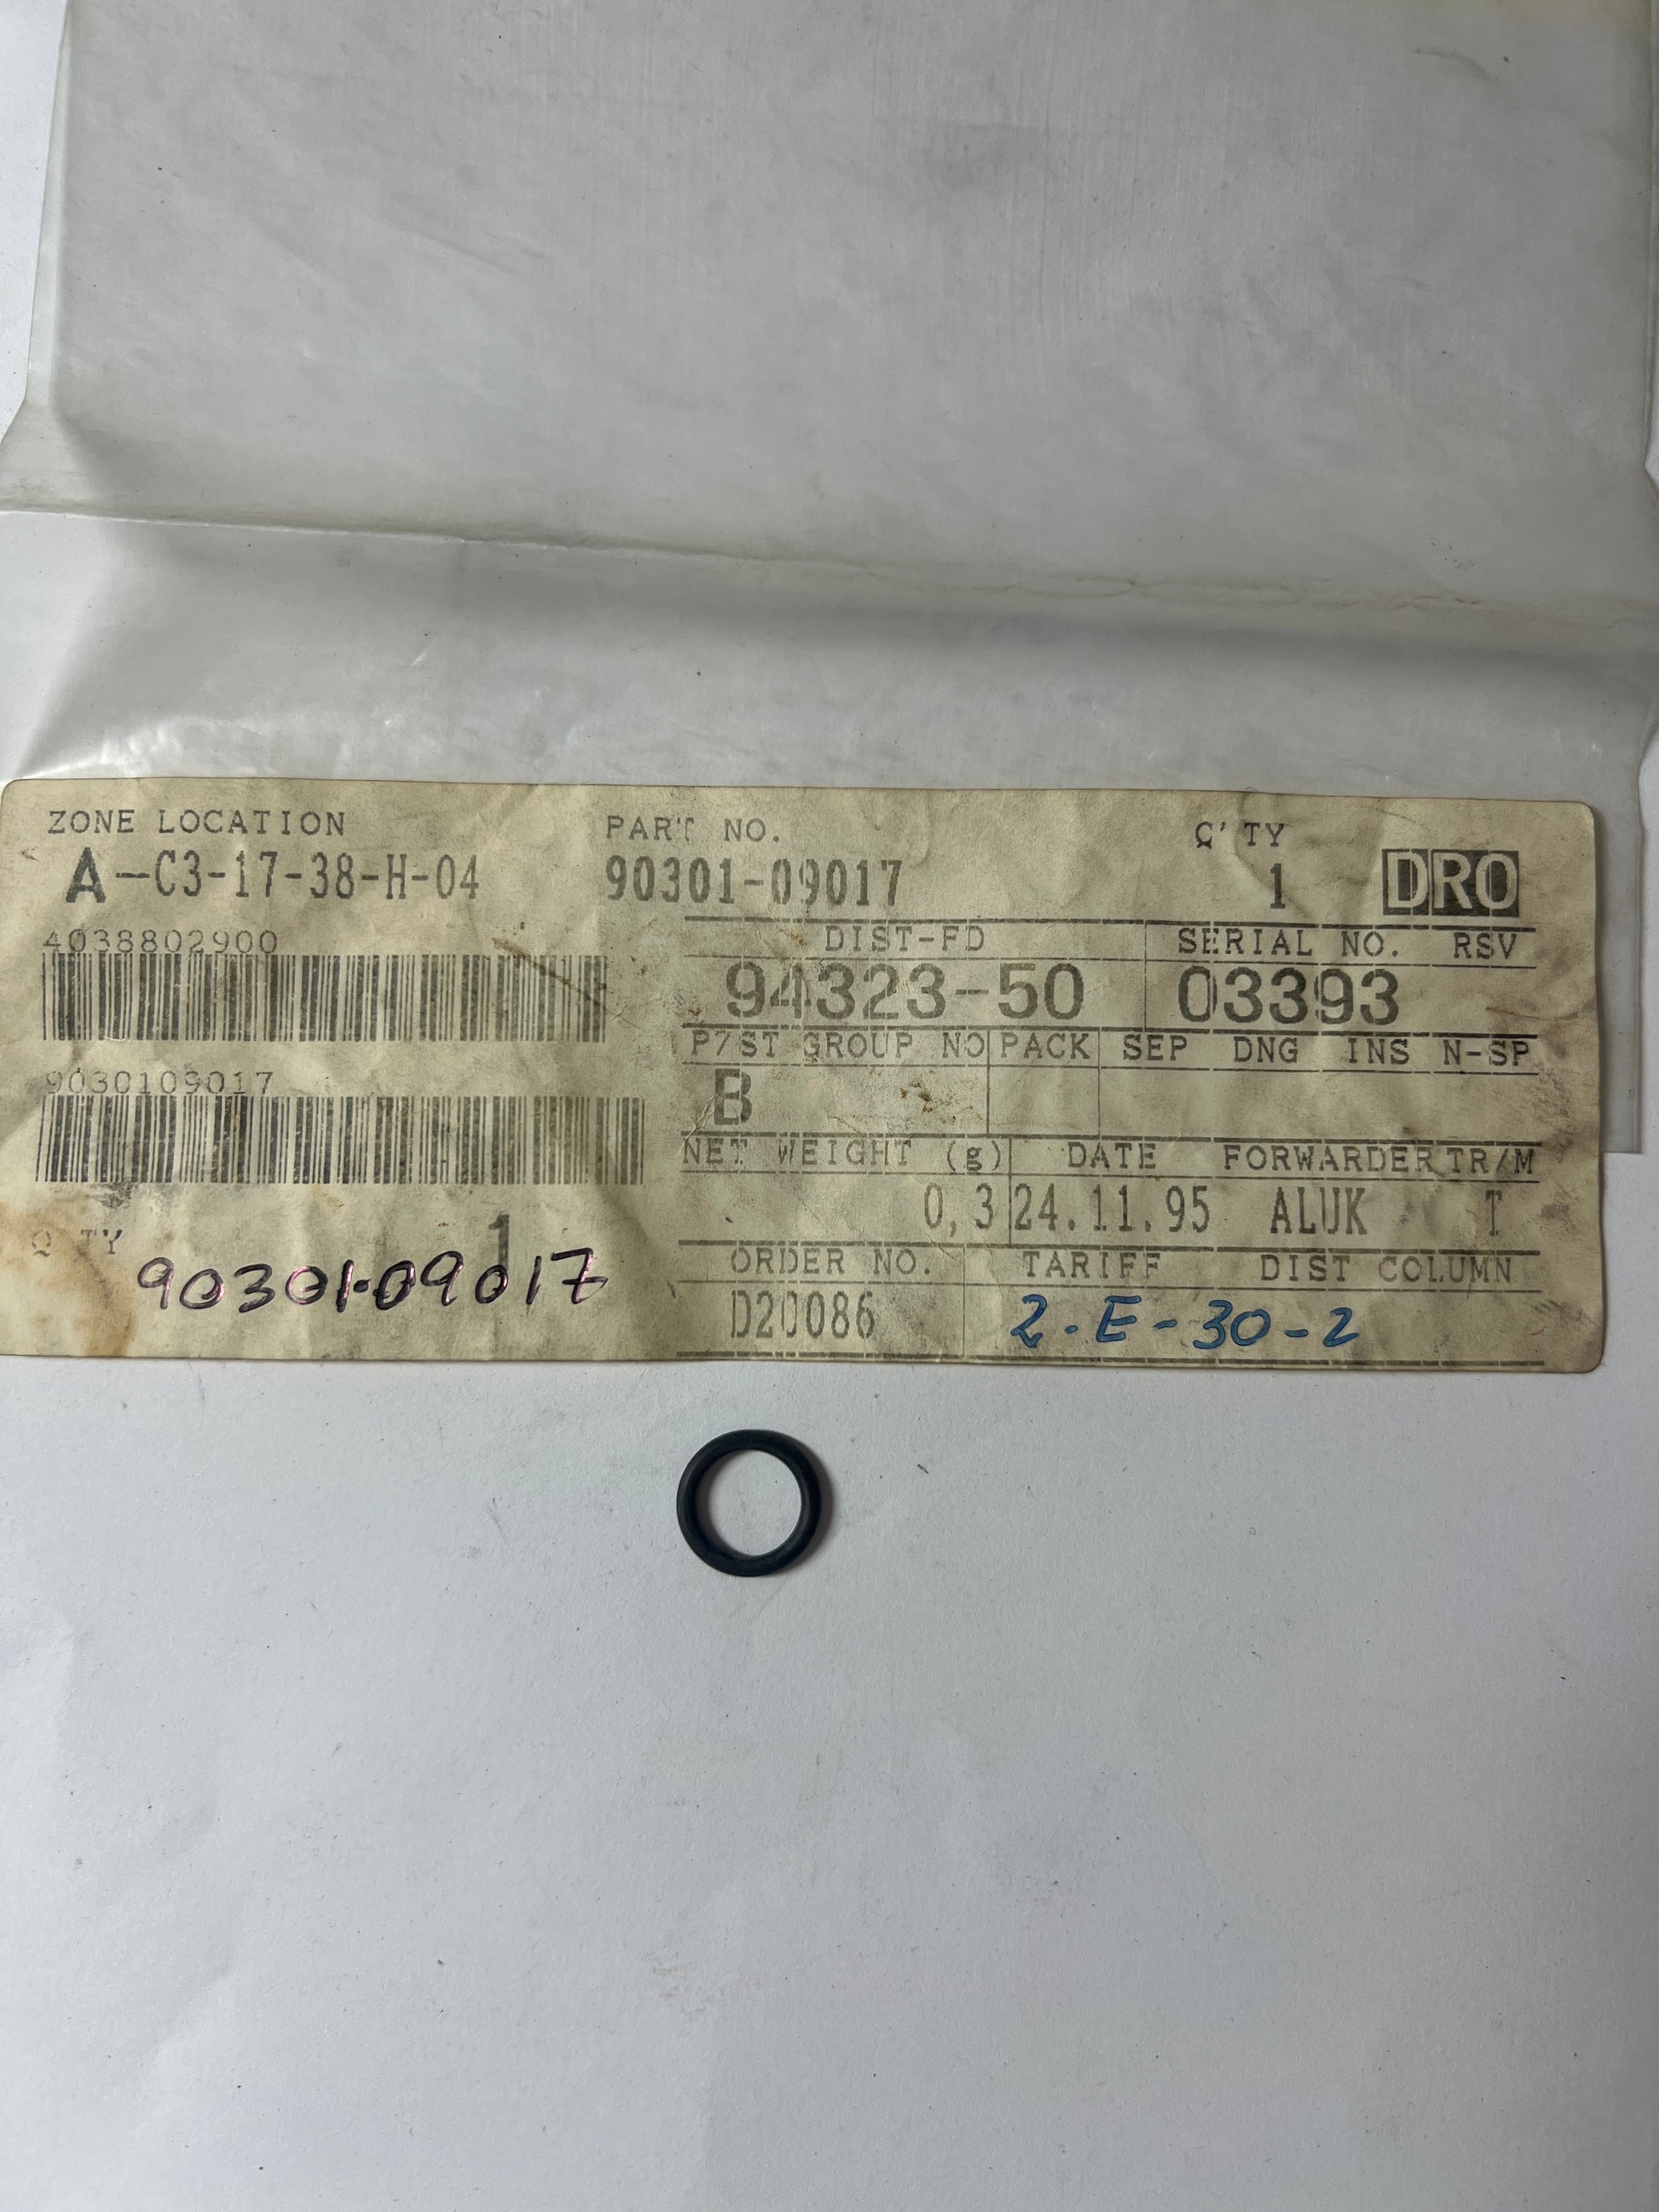 ZONE LOCATION PART NO. Q'TY
A-C3-17-38-H-04 90301-09017 1 DRO
4038802900 DIST-FD SERIAL NO. RSV
94323-50 03393
P/ST GROUP NO PACK SEP DNG INS N-SP
9030109017 B
NET WEIGHT (g) DATE FORWARDER TR/M
0,3 24.11.95 ALUK T
Q'TY 1 ORDER NO. TARIFF DIST COLUMN
90301-09017 D20086 2-E-30-2